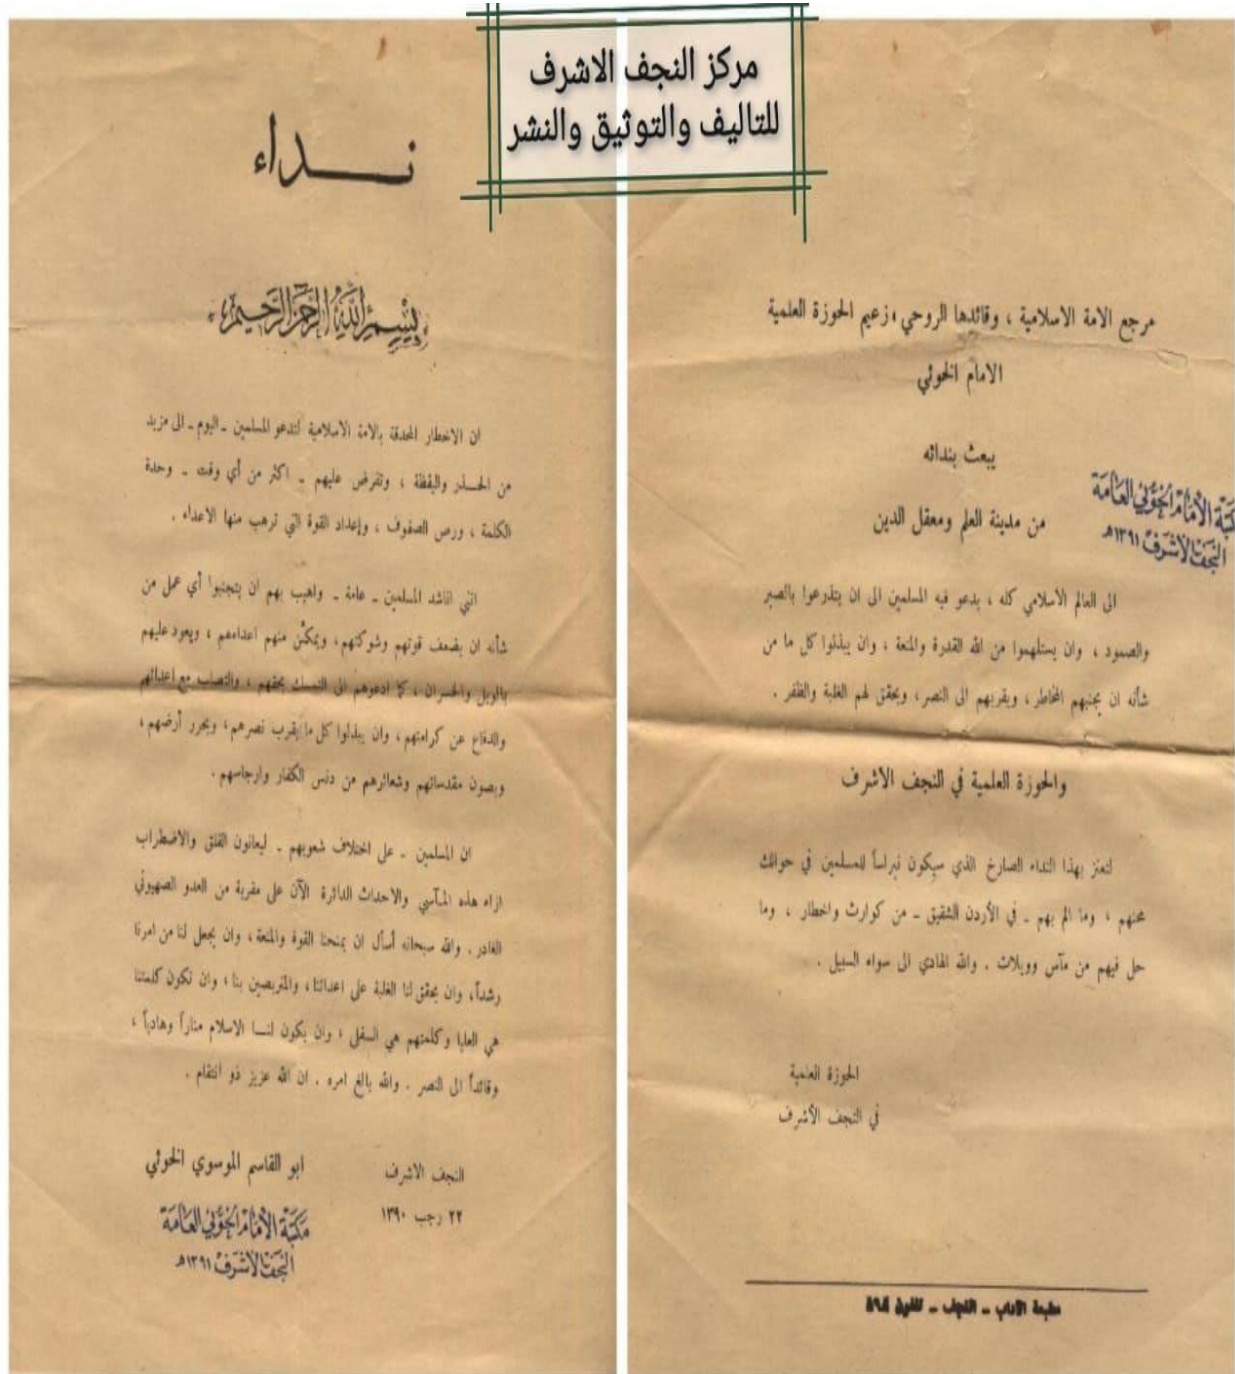 مركز النجف الاشرف
للتاليف والتوثيق والنشر
مرجع الامة الاسلامية ، وقائدها الروحي ، زعيم الحوزة العلمية
الامام الخوئي
يبعث بندائه
من مدينة العلم ومعقل الدين
مكتبة الأمام الخوئي العامة
النجف الأشرف ١٣٩١هـ
الى العالم الاسلامي كله ، يدعو فيه المسلمين الى ان يتذرعوا بالصبر
والصمود ، وان يستلهموا من الله القدرة والمنعة ، وان يبذلوا كل ما من
شأنه ان يجنبهم المخاطر ، ويقربهم الى النصر، ويحقق لهم الغلبة والظفر .
والحوزة العلمية في النجف الاشرف
لتعتز بهذا النداء الصارخ الذي سيكون نبراساً للمسلمين في حوالك
محنهم ، وما الم بهم ـ في الأردن الشقيق ـ من كوارث واخطار ، وما
حل فيهم من مآس وويلات . والله الهادي الى سواء السبيل .
الحوزة العلمية
في النجف الأشرف
مطبعة الآداب ـ النجف ـ تلفون
نداء
بسم الله الرحمن الرحيم
ان الاخطار المحدقة بالامة الاسلامية لتدعو المسلمين ـ اليوم ـ الى مزيد
من الحذر واليقظة ، وتفرض عليهم ـ اكثر من أي وقت ـ وحدة
الكلمة ، ورص الصفوف ، وإعداد القوة التي ترهب منها الاعداء .
انني اناشد المسلمين ـ عامة ـ واهيب بهم ان يتجنبوا أي عمل من
شأنه ان يضعف قوتهم وشوكتهم، ويمكّن منهم اعداءهم ، ويعود عليهم
بالويل والخسران ، كما ادعوهم الى التمسك بحقهم ، والتصلب مع اعدائهم
والدفاع عن كرامتهم، وان يبذلوا كل ما يقرب نصرهم، ويحرر أرضهم،
ويصون مقدساتهم وشعائرهم من دنس الكفار وارجاسهم .
ان المسلمين ـ على اختلاف شعوبهم ـ ليعانون القلق والاضطراب
ازاء هذه المآسي والاحداث الدائرة الآن على مقربة من العدو الصهيوني
الغادر . والله سبحانه أسأل ان يمنحنا القوة والمنعة ، وان يجعل لنا من امرنا
رشداً، وان يحقق لنا الغلبة على اعدائنا، والمتربصين بنا، وان تكون كلمتنا
هي العليا وكلمتهم هي السفلى ، وان يكون لنا الاسلام مناراً وهادياً ،
وقائداً الى النصر . والله بالغ امره . ان الله عزيز ذو انتقام .
النجف الاشرف
٢٢ رجب ١٣٩٠
ابو القاسم الموسوي الخوئي
مكتبة الأمام الخوئي العامة
النجف الأشرف ١٣٩١هـ